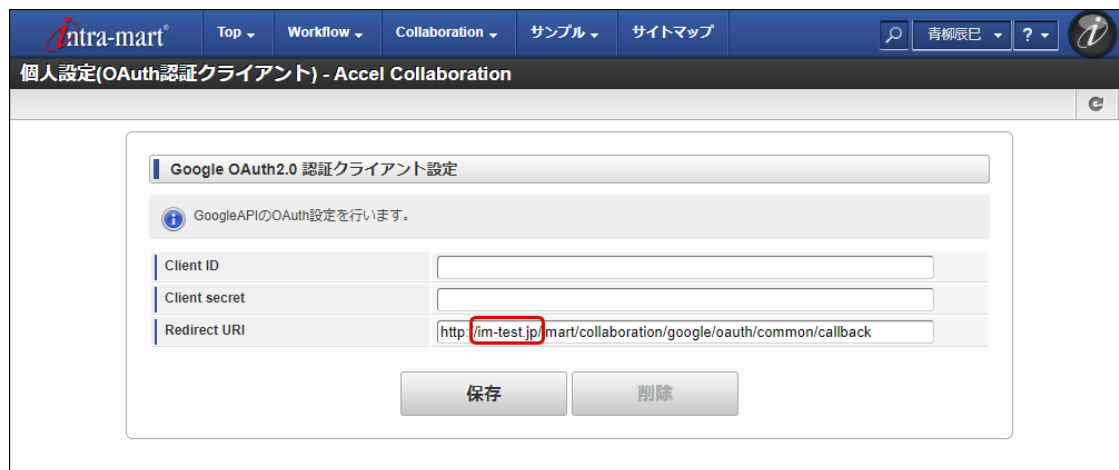 intra-mart® Top Workflow Collaboration サンプル サイトマップ 青柳辰巳 ?
個人設定(OAuth認証クライアント) - Accel Collaboration
Google OAuth2.0 認証クライアント設定
GoogleAPIのOAuth設定を行います。
Client ID
Client secret
Redirect URI http://im-test.jp/imart/collaboration/google/oauth/common/callback
保存 削除